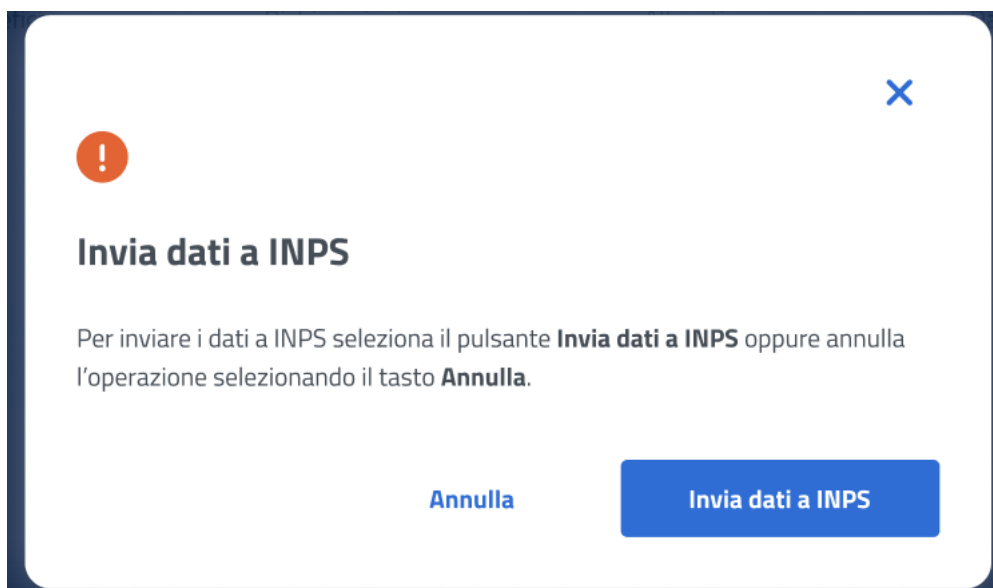 Invia dati a INPS
Per inviare i dati a INPS seleziona il pulsante Invia dati a INPS oppure annulla
l'operazione selezionando il tasto Annulla.
Annulla
Invia dati a INPS